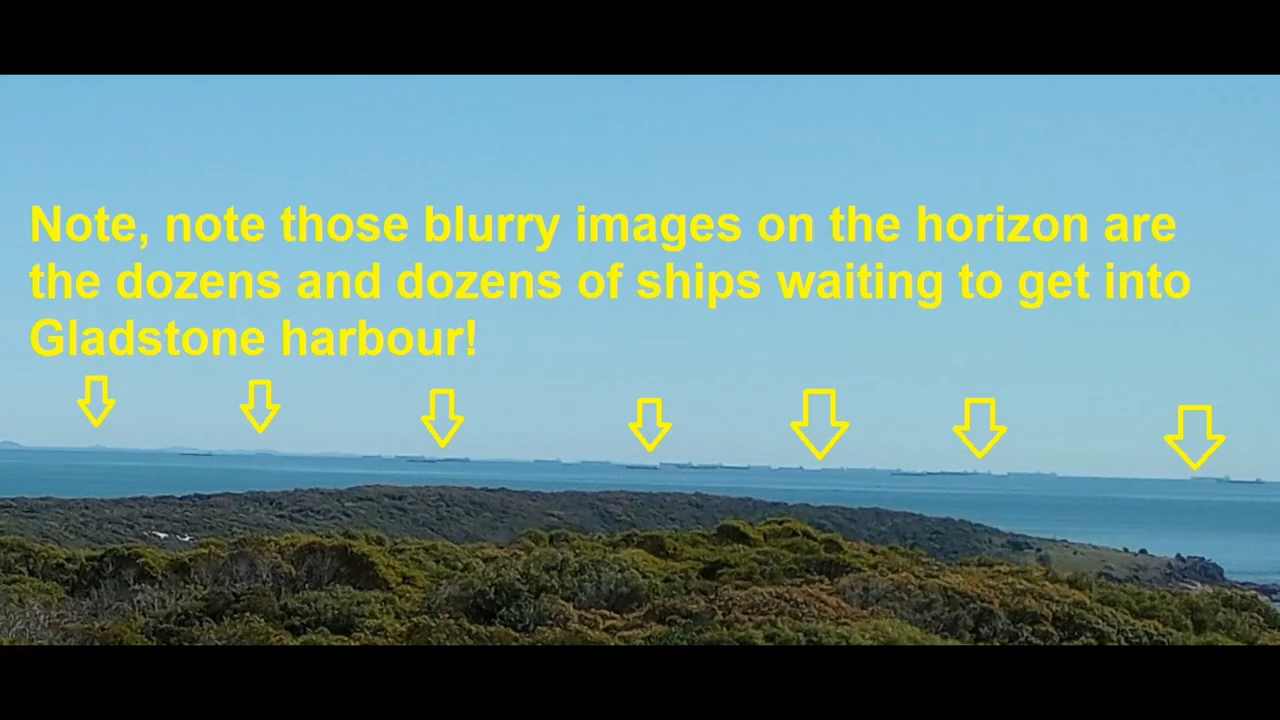 Note, note those blurry images on the horizon are
the dozens and dozens of ships waiting to get into
Gladstone harbour!